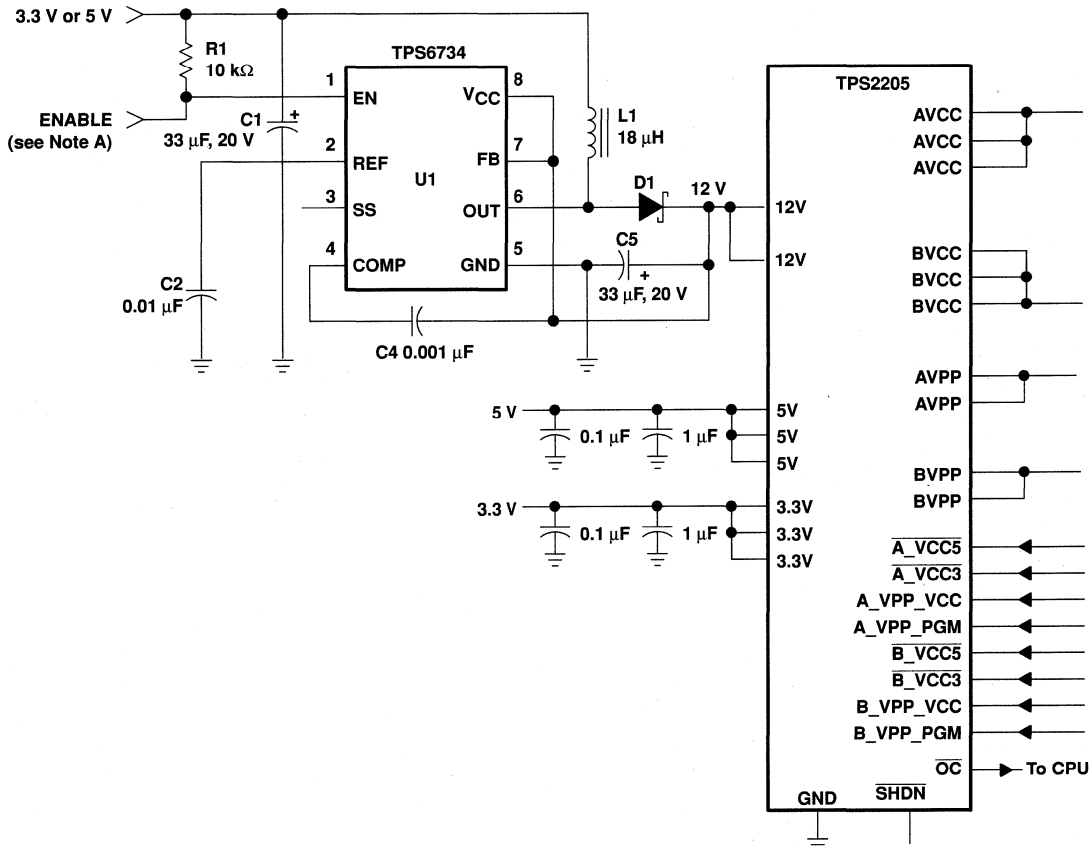 3.3 V or 5 V
R1
10 kΩ
ENABLE
(see Note A)
C1
+
33 μF, 20 V
TPS6734
1
EN
2
REF
3
SS
4
COMP
U1
8
VCC
7
FB
6
OUT
5
GND
L1
18 μH
D1
12 V
C5
+
33 μF, 20 V
C2
0.01 μF
C4 0.001 μF
5 V
0.1 μF
1 μF
3.3 V
0.1 μF
1 μF
TPS2205
12V
12V
5V
5V
5V
3.3V
3.3V
3.3V
AVCC
AVCC
AVCC
BVCC
BVCC
BVCC
AVPP
AVPP
BVPP
BVPP
A_VCC5
A_VCC3
A_VPP_VCC
A_VPP_PGM
B_VCC5
B_VCC3
B_VPP_VCC
B_VPP_PGM
OC
To CPU
GND
SHDN